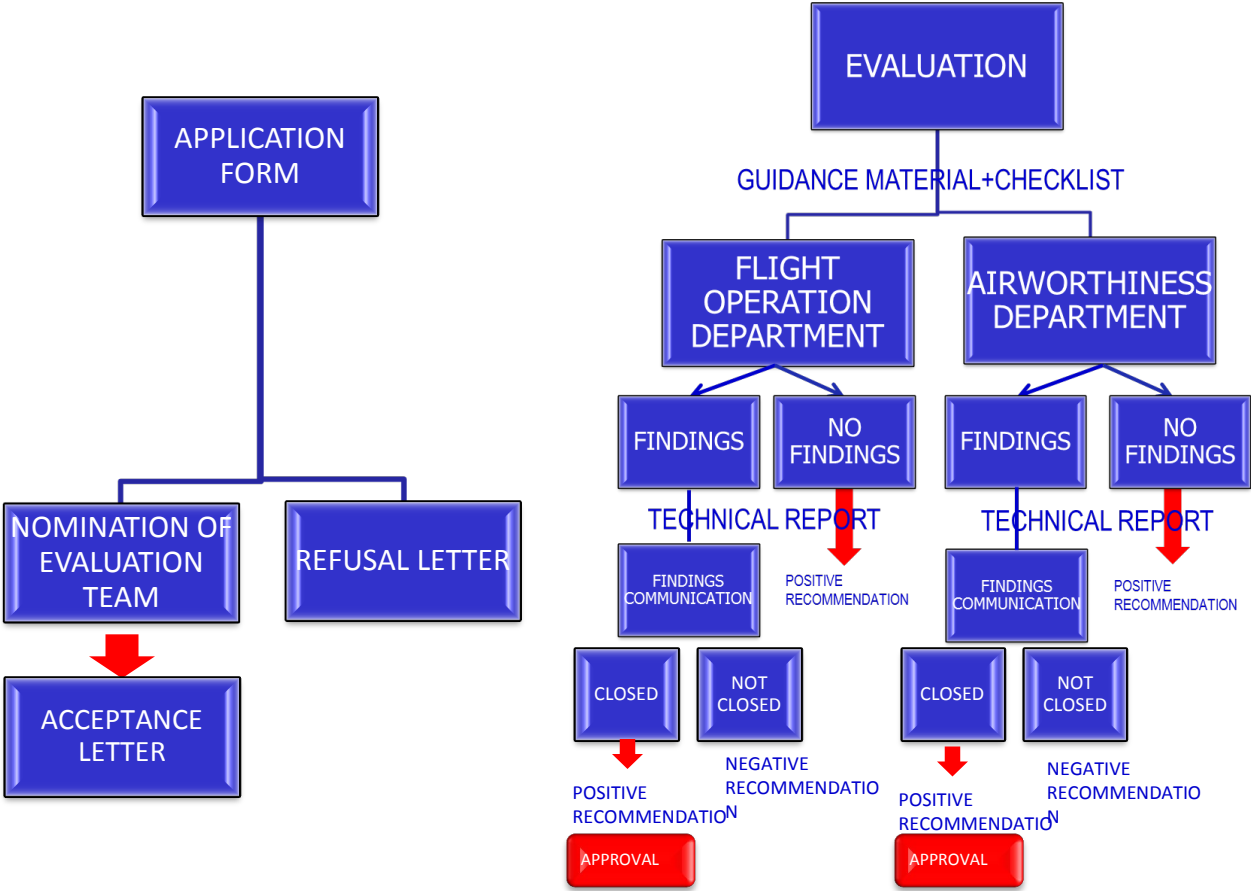 APPLICATION
FORM
NOMINATION OF
EVALUATION
TEAM
REFUSAL LETTER
ACCEPTANCE
LETTER
EVALUATION
GUIDANCE MATERIAL+CHECKLIST
FLIGHT
OPERATION
DEPARTMENT
AIRWORTHINESS
DEPARTMENT
FINDINGS
NO
FINDINGS
FINDINGS
NO
FINDINGS
TECHNICAL REPORT
TECHNICAL REPORT
FINDINGS
COMMUNICATION
POSITIVE
RECOMMENDATION
FINDINGS
COMMUNICATION
POSITIVE
RECOMMENDATION
CLOSED
NOT
CLOSED
CLOSED
NOT
CLOSED
POSITIVE
RECOMMENDATIO
NEGATIVE
RECOMMENDATIO
N
POSITIVE
RECOMMENDATIO
NEGATIVE
RECOMMENDATIO
N
APPROVAL
APPROVAL